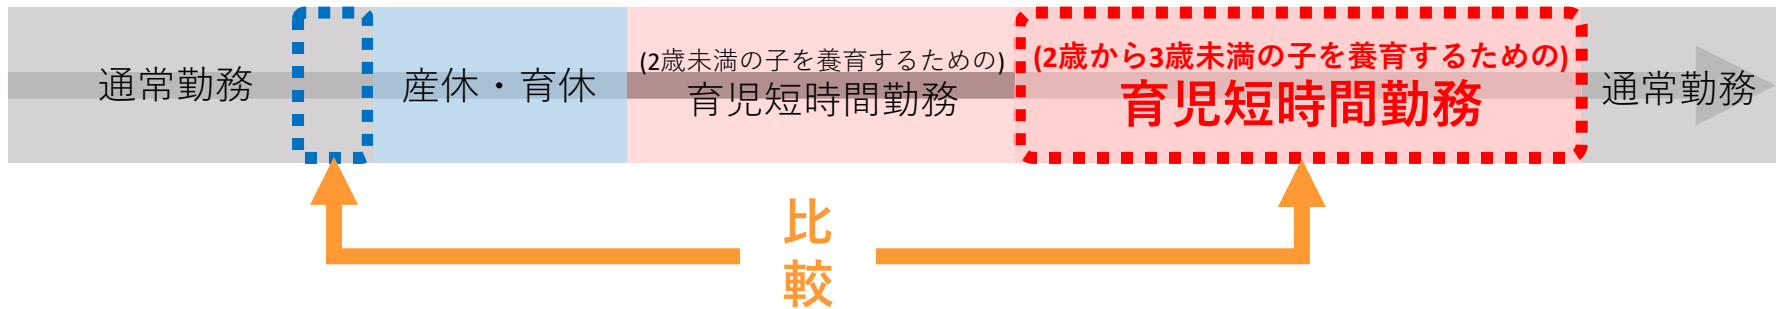 通常勤務
産休・育休
(2歳未満の子を養育するための)
育児短時間勤務
(2歳から3歳未満の子を養育するための)
育児短時間勤務
通常勤務
比
較